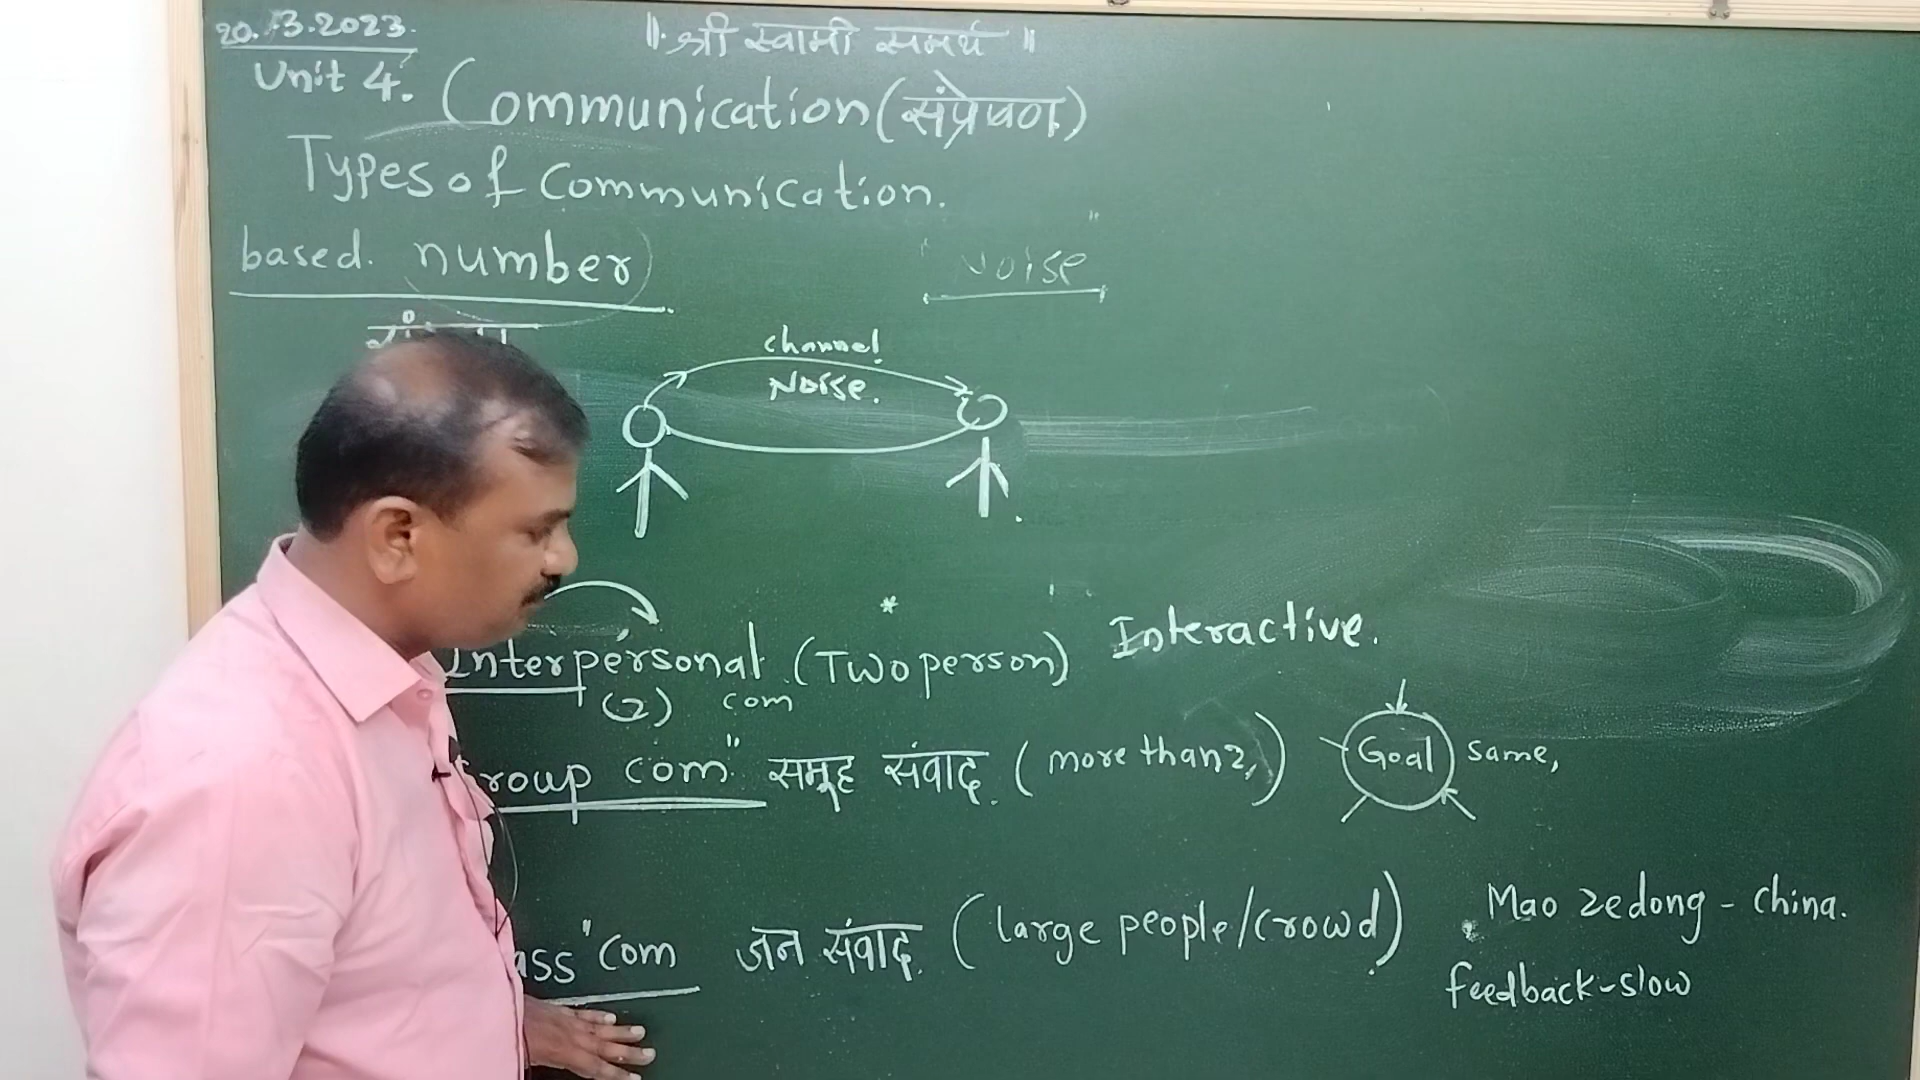 20.3.2023.
॥ श्री स्वामी समर्थ ॥
Unit 4.
Communication (संप्रेषण)
Types of Communication.
based. number
"Noise"
channel
Noise.
*
Interpersonal (Two person) Interactive.
(2) com
roup com" समूह संवाद. (more than 2,) Goal same,
ass "com जन संवाद. (large people/crowd) . Mao Zedong - China.
feedback-slow